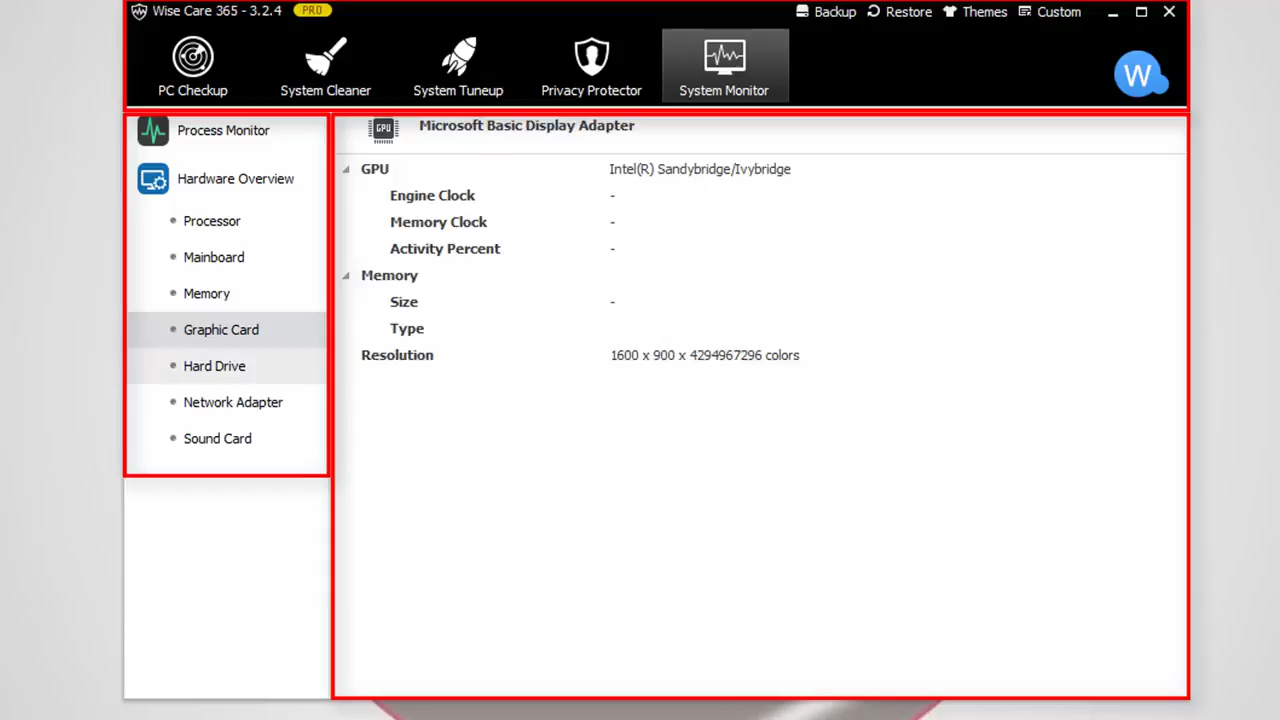 Wise Care 365 - 3.2.4 PRO
Backup Restore Themes Custom
PC Checkup System Cleaner System Tuneup Privacy Protector System Monitor
W
Process Monitor
Hardware Overview
Processor
Mainboard
Memory
Graphic Card
Hard Drive
Network Adapter
Sound Card
GPU Microsoft Basic Display Adapter
GPU Intel(R) Sandybridge/Ivybridge
Engine Clock -
Memory Clock -
Activity Percent -
Memory
Size -
Type
Resolution 1600 x 900 x 4294967296 colors